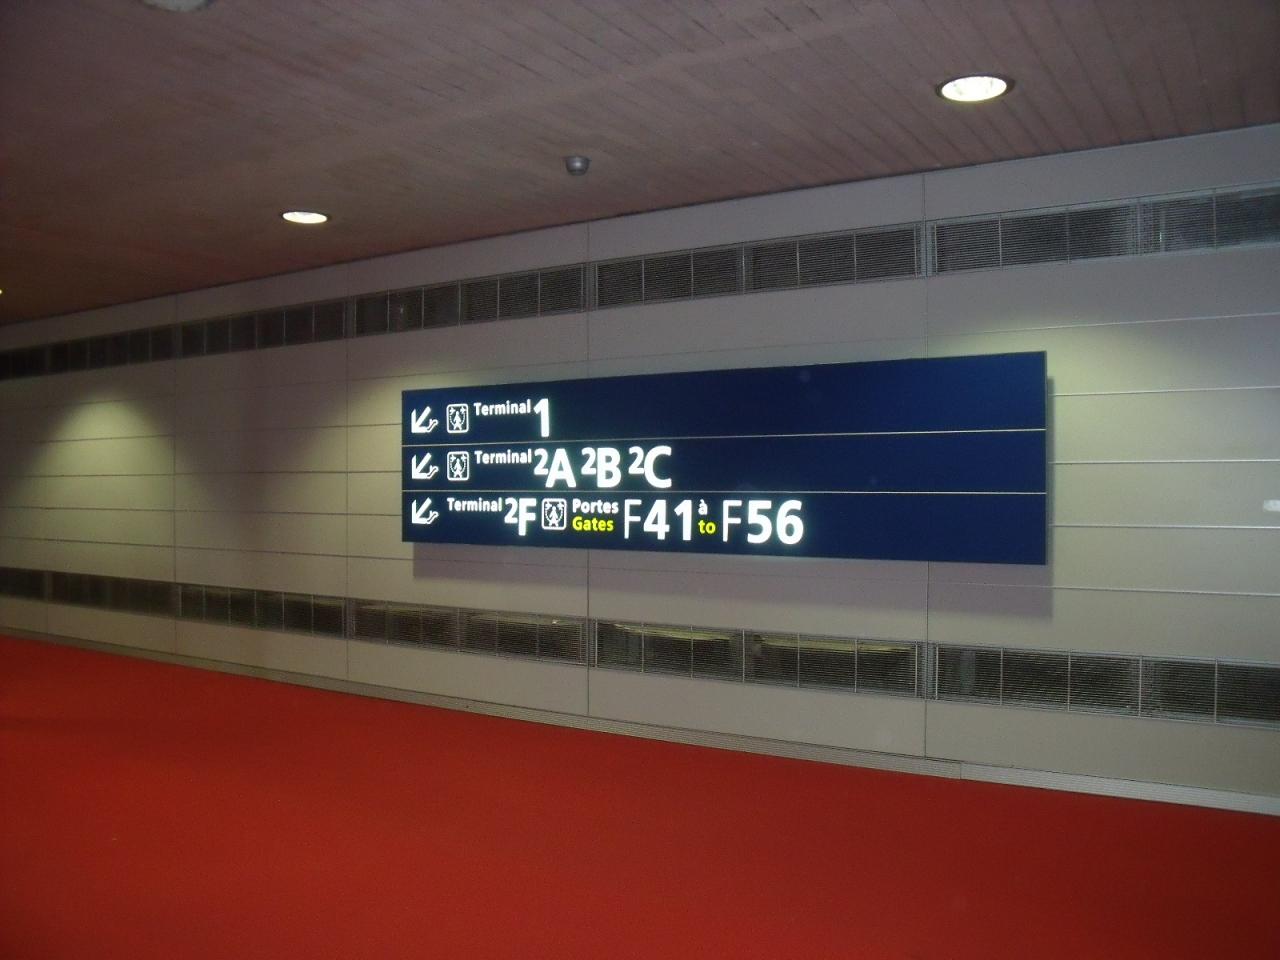 Terminal 1
Terminal 2A 2B 2C
Terminal 2F Portes Gates F41 à to F56